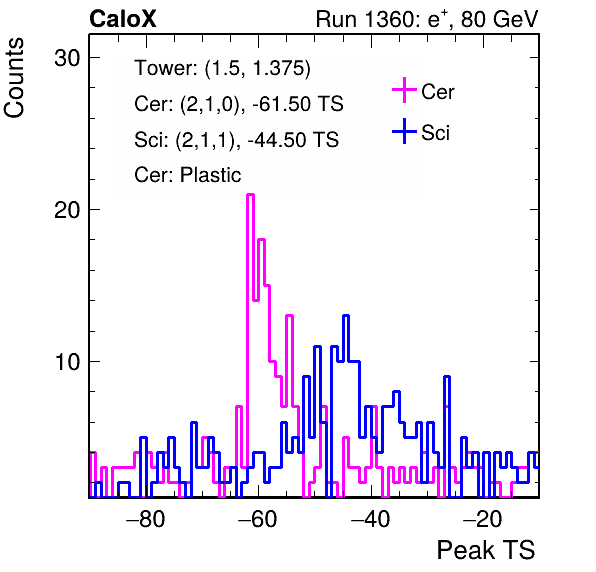 CaloX Run 1360: e⁺, 80 GeV
Counts
30
Tower: (1.5, 1.375)
Cer: (2,1,0), -61.50 TS
Sci: (2,1,1), -44.50 TS
Cer: Plastic
Cer
Sci
20
10
−80 −60 −40 −20
Peak TS